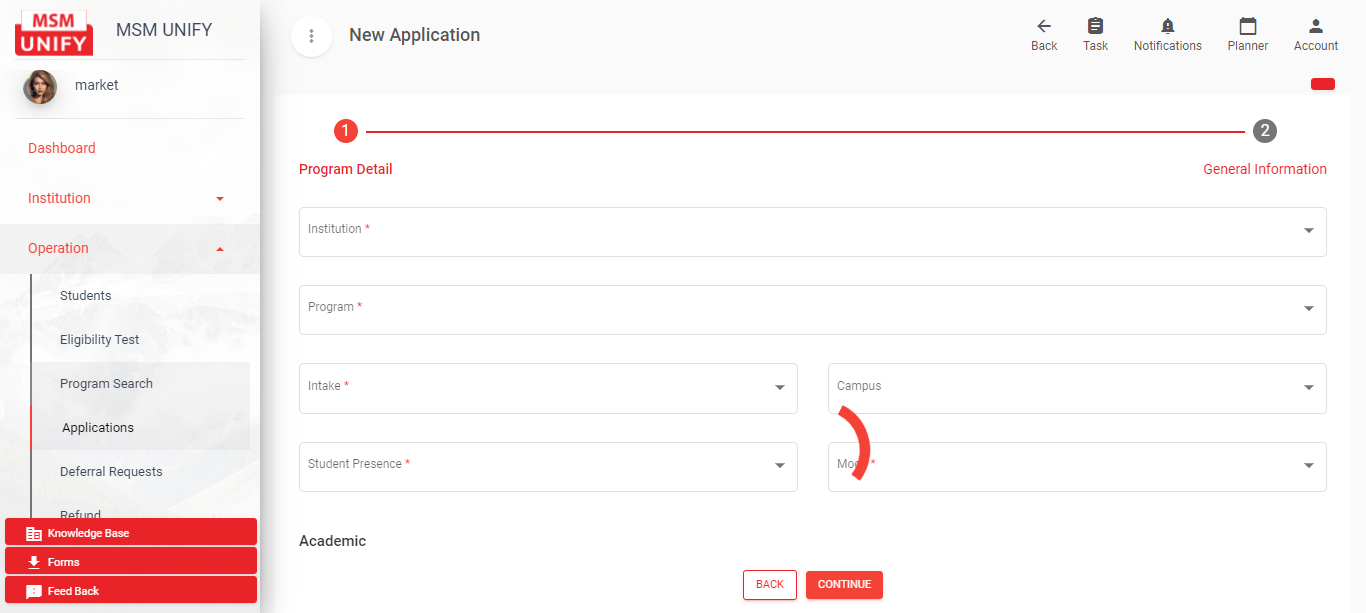 MSM
UNIFY
MSM UNIFY
market
Dashboard
Institution
Operation
Students
Eligibility Test
Program Search
Applications
Deferral Requests
Refund
Knowledge Base
Forms
Feed Back
New Application
Back
Task
Notifications
Planner
Account
1
2
Program Detail
General Information
Institution *
Program *
Intake *
Campus
Student Presence *
*
Academic
BACK
CONTINUE